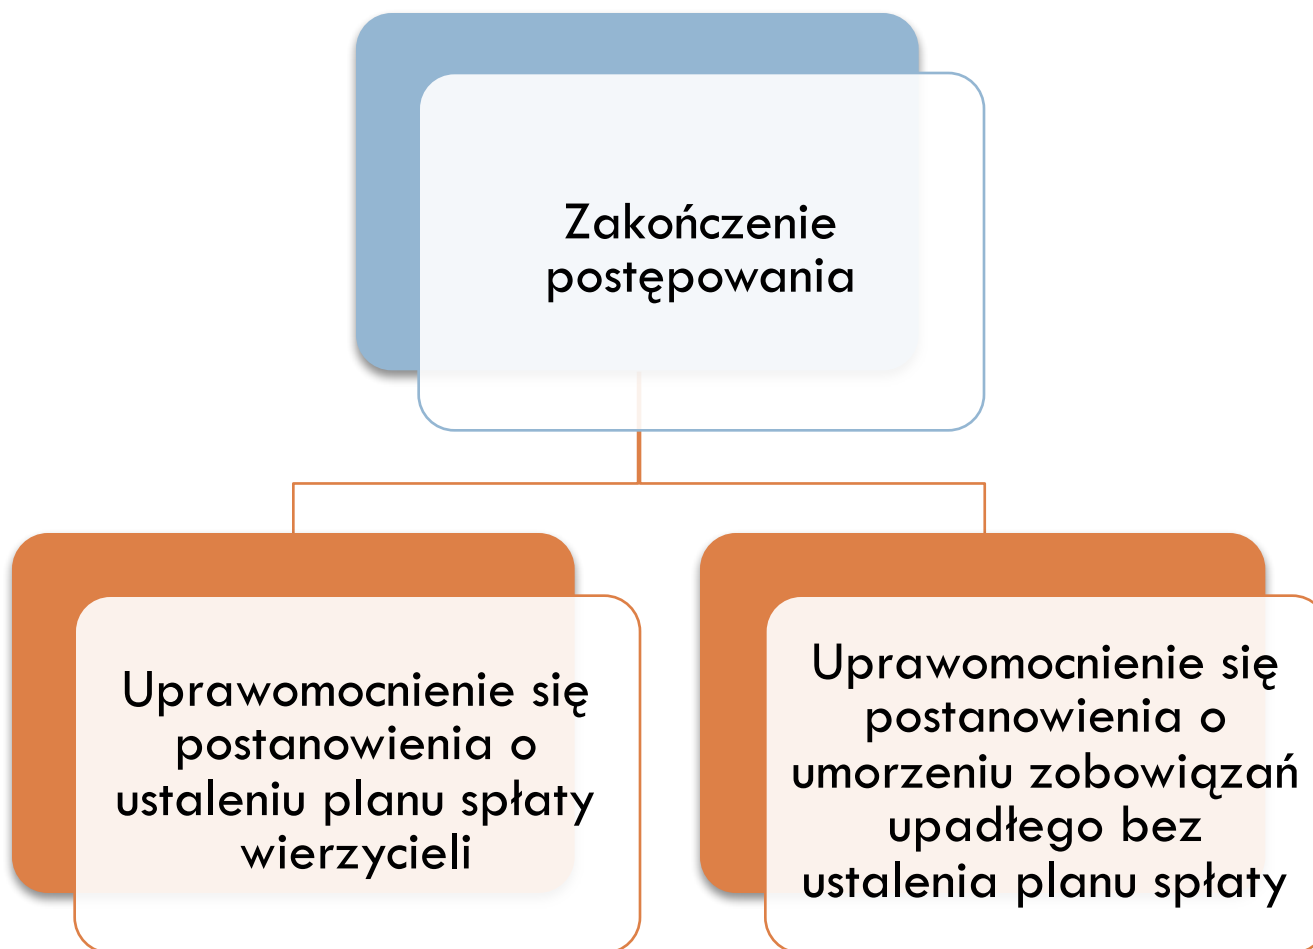 Zakończenie
postępowania
Uprawomocnienie się
postanowienia o
ustaleniu planu spłaty
wierzycieli
Uprawomocnienie się
postanowienia o
umorzeniu zobowiązań
upadłego bez
ustalenia planu spłaty